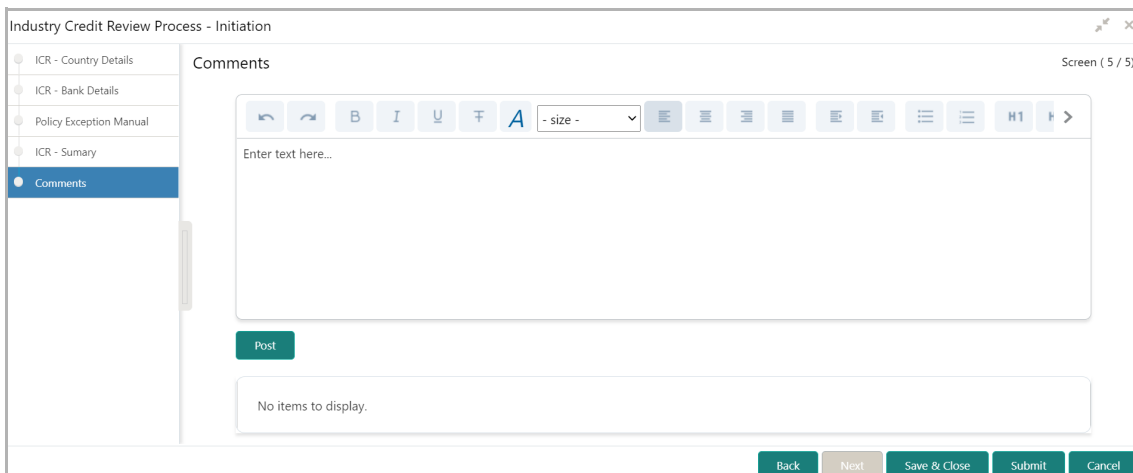 Industry Credit Review Process - Initiation
ICR - Country Details
ICR - Bank Details
Policy Exception Manual
ICR - Sumary
Comments
Comments
Screen ( 5 / 5)
B I U T A - size - H1
Enter text here...
Post
No items to display.
Back Next Save & Close Submit Cancel